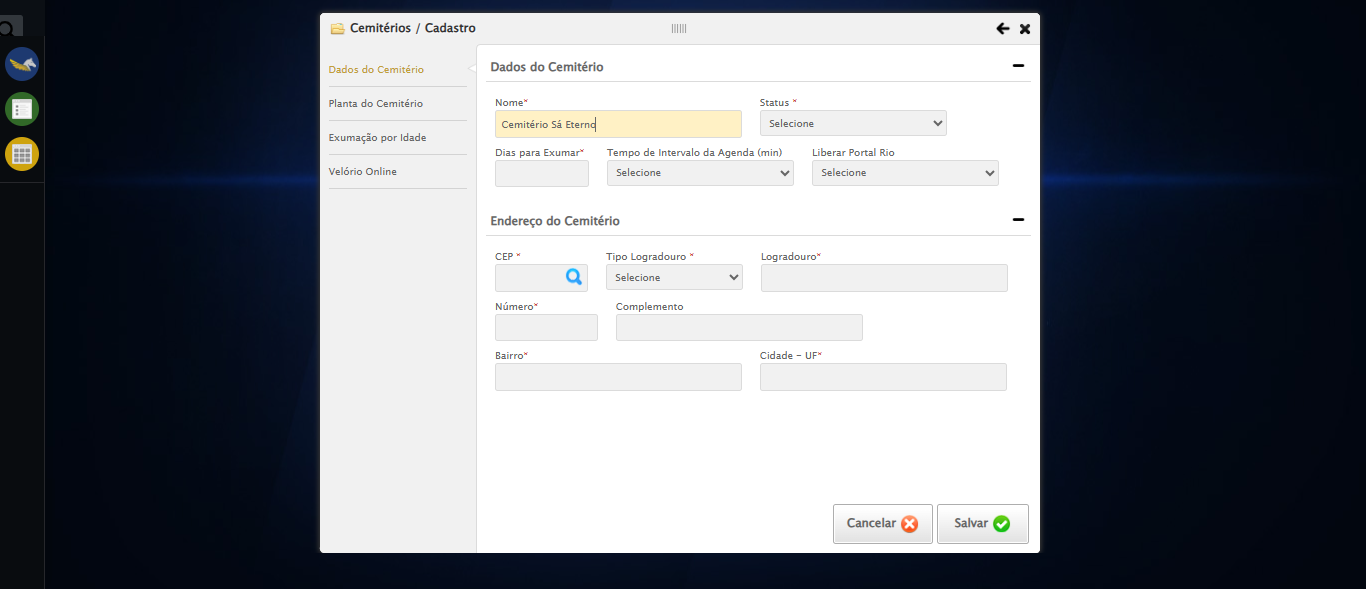 Cemitérios / Cadastro
Dados do Cemitério
Planta do Cemitério
Exumação por Idade
Velório Online
Dados do Cemitério
Nome* Status *
Cemitério Sá Eterno Selecione
Dias para Exumar* Tempo de Intervalo da Agenda (min) Liberar Portal Rio
Selecione Selecione
Endereço do Cemitério
CEP * Tipo Logradouro * Logradouro*
Selecione
Número* Complemento
Bairro* Cidade - UF*
Cancelar Salvar